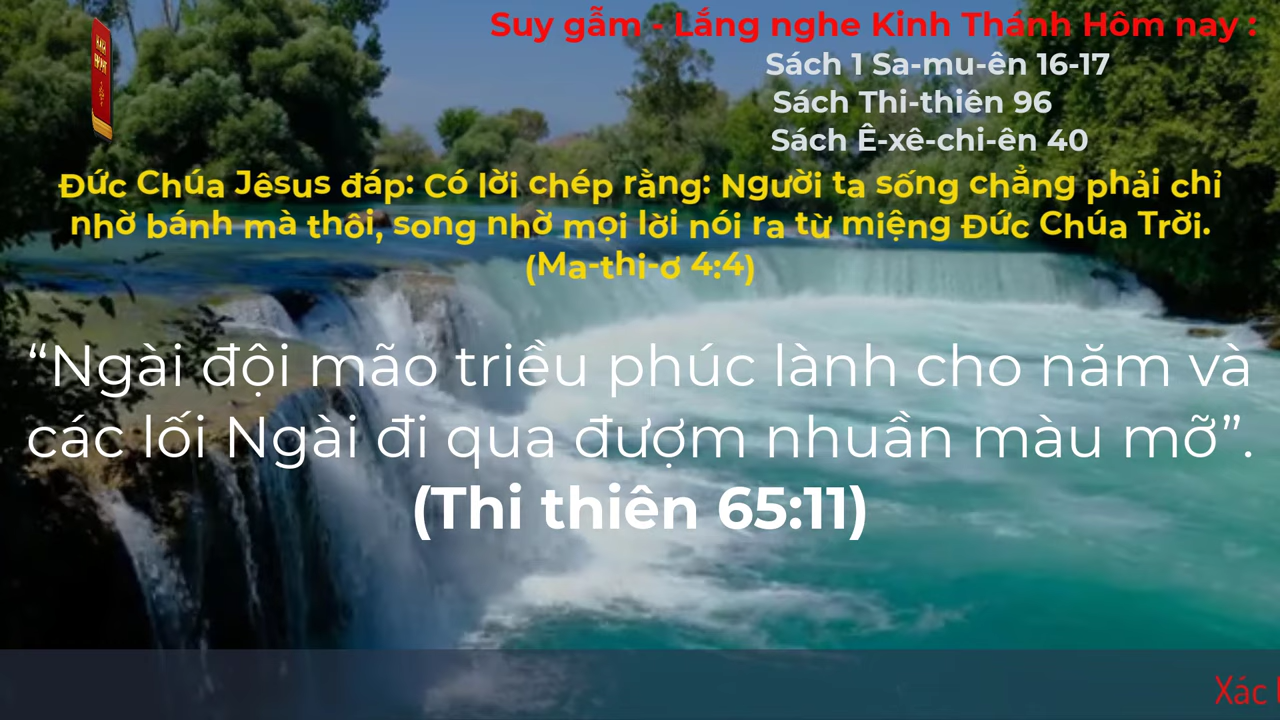 Suy gẫm - Lắng nghe Kinh Thánh Hôm nay :
Sách 1 Sa-mu-ên 16-17
Sách Thi-thiên 96
Sách Ê-xê-chi-ên 40
Đức Chúa Jêsus đáp: Có lời chép rằng: Người ta sống chẳng phải chỉ
nhờ bánh mà thôi, song nhờ mọi lời nói ra từ miệng Đức Chúa Trời.
(Ma-thi-ơ 4:4)
“Ngài đội mão triều phúc lành cho năm và
các lối Ngài đi qua đượm nhuần màu mỡ”.
(Thi thiên 65:11)
Xác